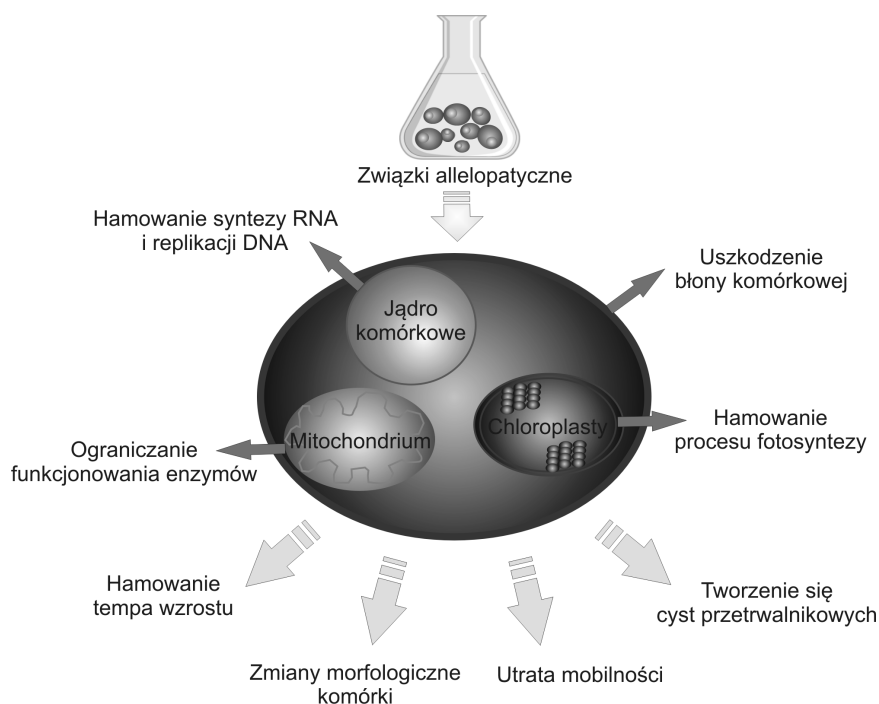 Związki allelopatyczne
Hamowanie syntezy RNA
i replikacji DNA
Uszkodzenie
błony komórkowej
Jądro
komórkowe
Mitochondrium
Chloroplasty
Hamowanie
procesu fotosyntezy
Ograniczanie
funkcjonowania enzymów
Hamowanie
tempa wzrostu
Tworzenie się
cyst przetrwalnikowych
Zmiany morfologiczne
komórki
Utrata mobilności